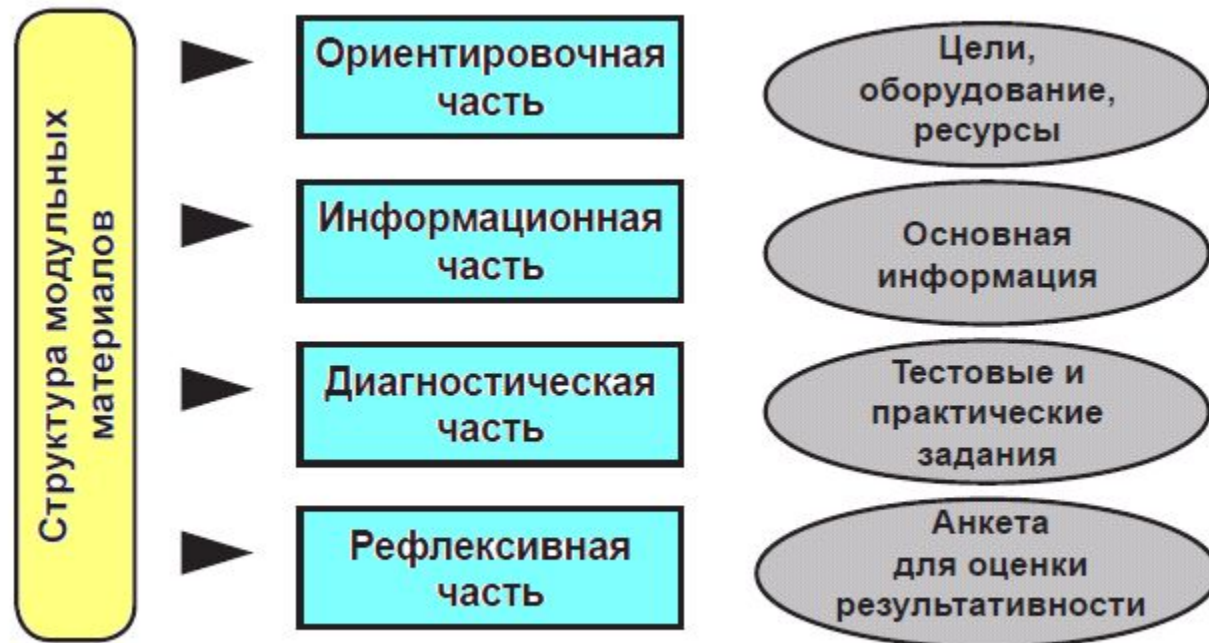 Структура модульных
материалов
Ориентировочная
часть
Цели,
оборудование,
ресурсы
Информационная
часть
Основная
информация
Диагностическая
часть
Тестовые и
практические
задания
Рефлексивная
часть
Анкета
для оценки
результативности